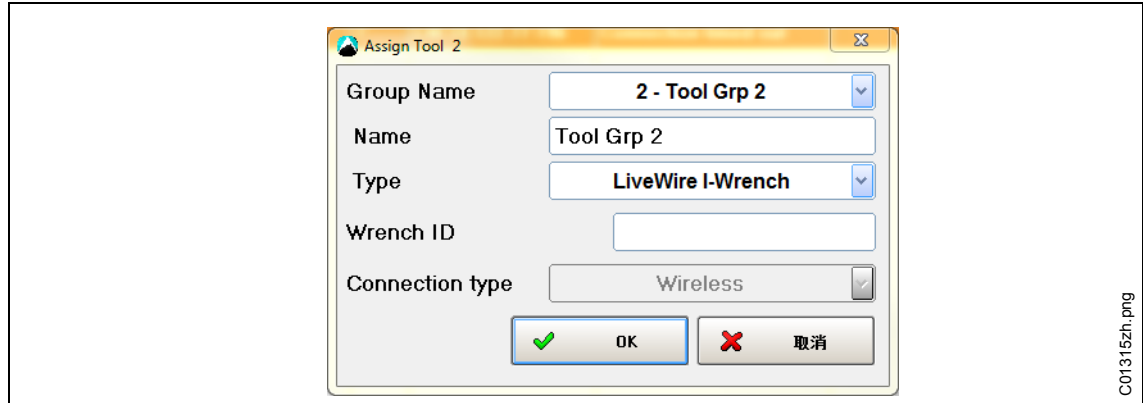 Assign Tool 2
Group Name 2 - Tool Grp 2
Name Tool Grp 2
Type LiveWire I-Wrench
Wrench ID
Connection type Wireless
OK 取消
C01315zh.png